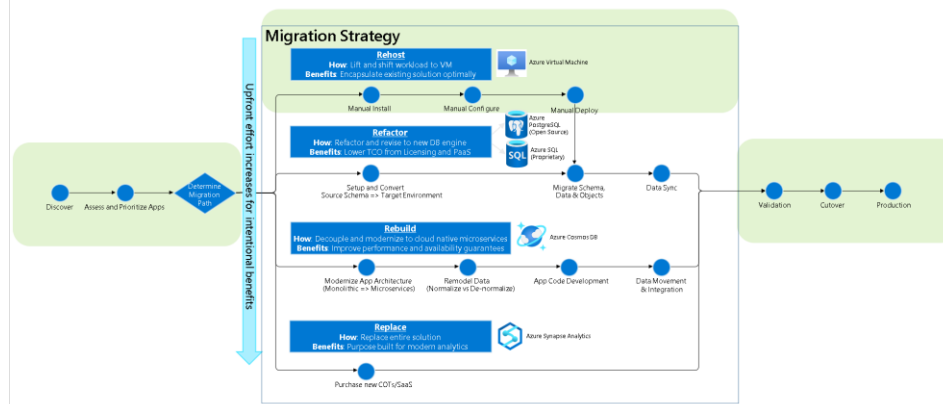 Migration Strategy
Rehost
How: Lift and shift workload to VM
Benefits: Encapsulate existing solution optimally
Azure Virtual Machine
Manual Install
Manual Configure
Manual Deploy
Refactor
How: Refactor and revise to new DB engine
Benefits: Lower TCO from Licensing and PaaS
Azure
PostgreSQL
(Open Source)
SQL
Azure SQL
(Proprietary)
Upfront effort increases for intentional benefits
Discover
Assess and Prioritize Apps
Determine
Migration
Path
Setup and Convert
Source Schema => Target Environment
Migrate Schema,
Data & Objects
Data Sync
Validation
Cutover
Production
Rebuild
How: Decouple and modernize to cloud native microservices
Benefits: Improve performance and availability guarantees
Azure Cosmos DB
Modernize App Architecture
(Monolithic => Microservices)
Remodel Data
(Normalize vs De-normalize)
App Code Development
Data Movement
& Integration
Replace
How: Replace entire solution
Benefits: Purpose built for modern analytics
Azure Synapse Analytics
Purchase new COTs/SaaS